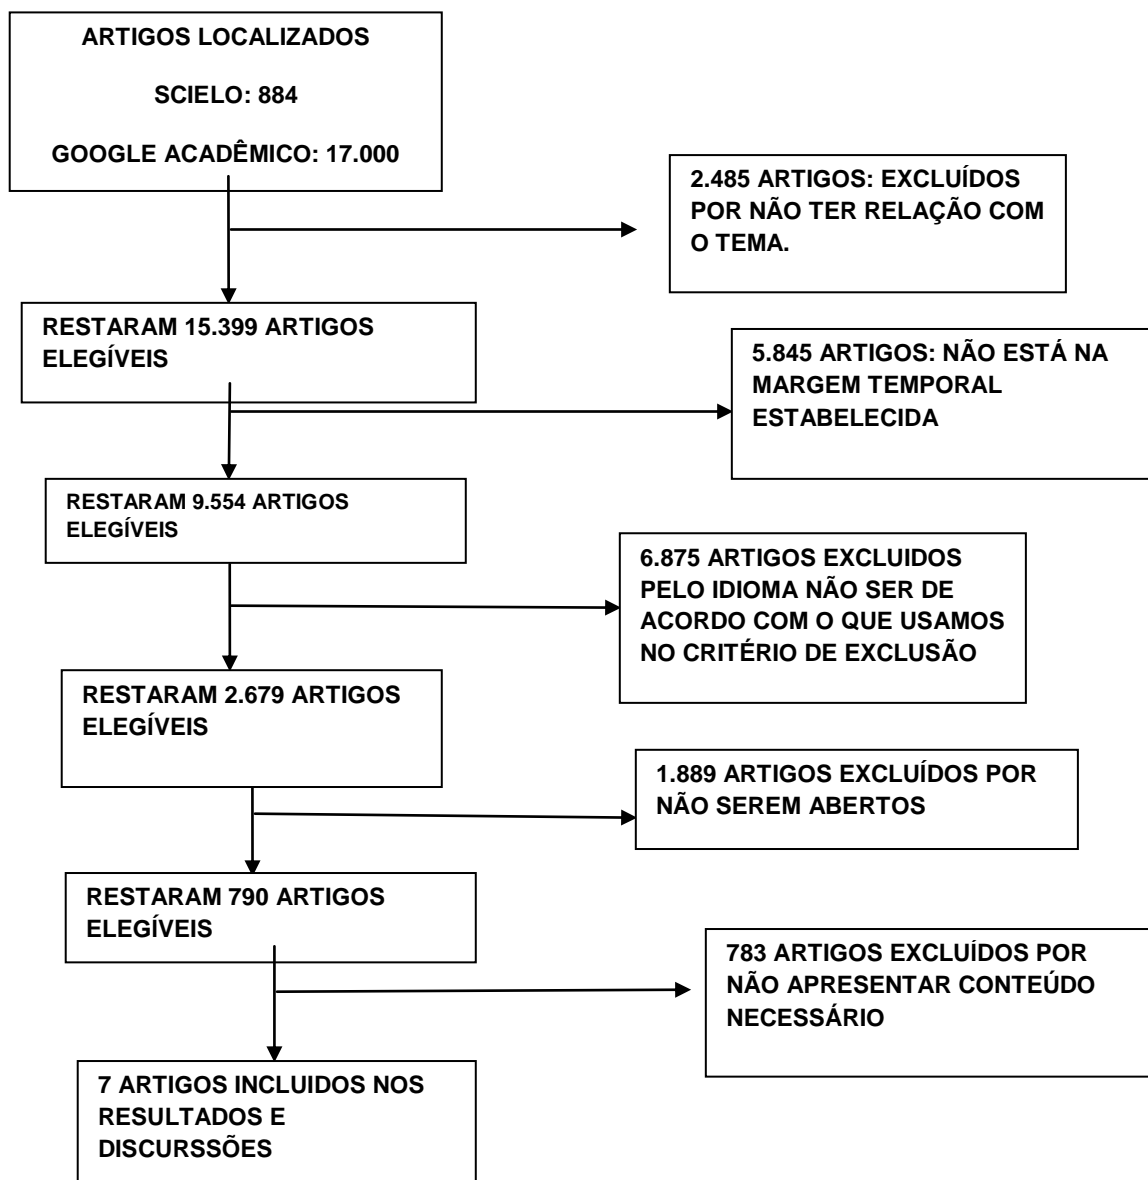 ARTIGOS LOCALIZADOS
SCIELO: 884
GOOGLE ACADÊMICO: 17.000
2.485 ARTIGOS: EXCLUÍDOS
POR NÃO TER RELAÇÃO COM
O TEMA.
RESTARAM 15.399 ARTIGOS
ELEGÍVEIS
5.845 ARTIGOS: NÃO ESTÁ NA
MARGEM TEMPORAL
ESTABELECIDA
RESTARAM 9.554 ARTIGOS
ELEGÍVEIS
6.875 ARTIGOS EXCLUIDOS
PELO IDIOMA NÃO SER DE
ACORDO COM O QUE USAMOS
NO CRITÉRIO DE EXCLUSÃO
RESTARAM 2.679 ARTIGOS
ELEGÍVEIS
1.889 ARTIGOS EXCLUÍDOS POR
NÃO SEREM ABERTOS
RESTARAM 790 ARTIGOS
ELEGÍVEIS
783 ARTIGOS EXCLUÍDOS POR
NÃO APRESENTAR CONTEÚDO
NECESSÁRIO
7 ARTIGOS INCLUIDOS NOS
RESULTADOS E
DISCURSSÕES